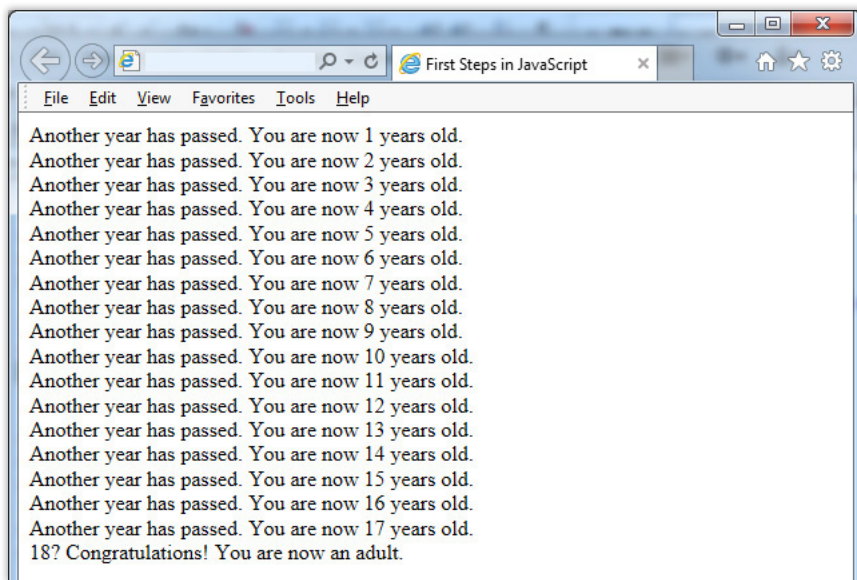 First Steps in JavaScript
File Edit View Favorites Tools Help
Another year has passed. You are now 1 years old.
Another year has passed. You are now 2 years old.
Another year has passed. You are now 3 years old.
Another year has passed. You are now 4 years old.
Another year has passed. You are now 5 years old.
Another year has passed. You are now 6 years old.
Another year has passed. You are now 7 years old.
Another year has passed. You are now 8 years old.
Another year has passed. You are now 9 years old.
Another year has passed. You are now 10 years old.
Another year has passed. You are now 11 years old.
Another year has passed. You are now 12 years old.
Another year has passed. You are now 13 years old.
Another year has passed. You are now 14 years old.
Another year has passed. You are now 15 years old.
Another year has passed. You are now 16 years old.
Another year has passed. You are now 17 years old.
18? Congratulations! You are now an adult.